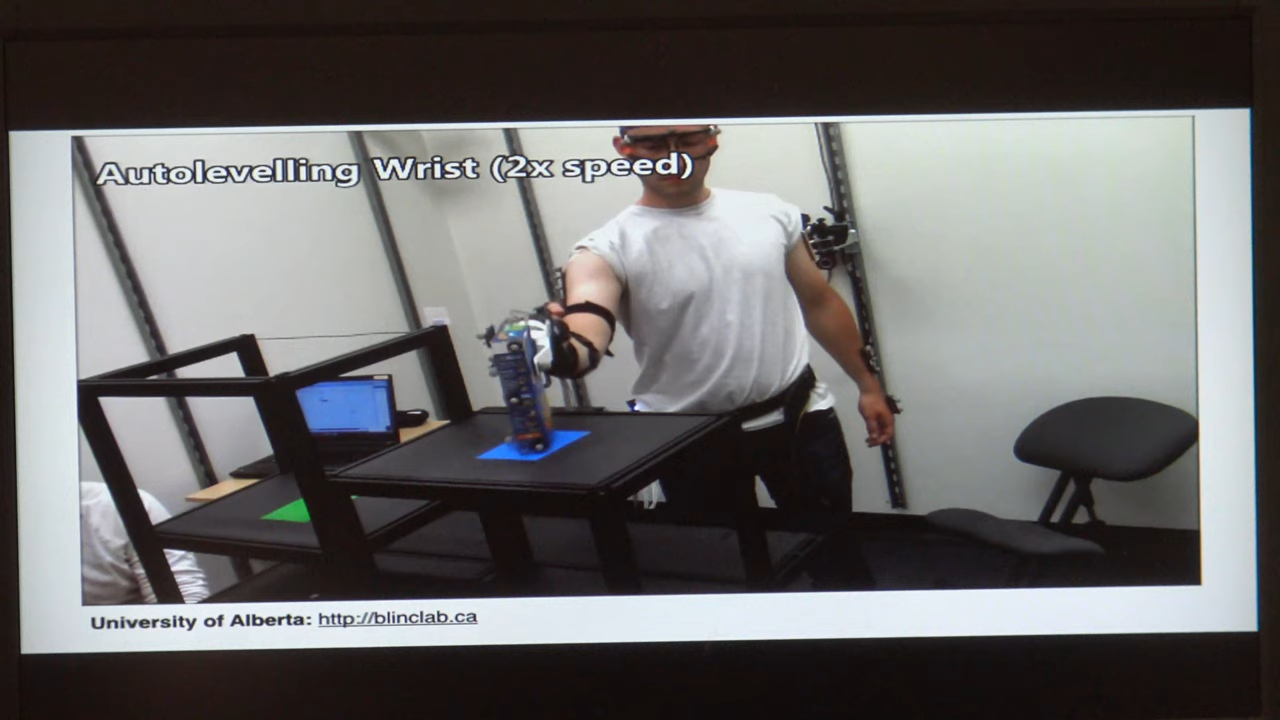 Autolevelling Wrist (2x speed)
University of Alberta: http://blinclab.ca